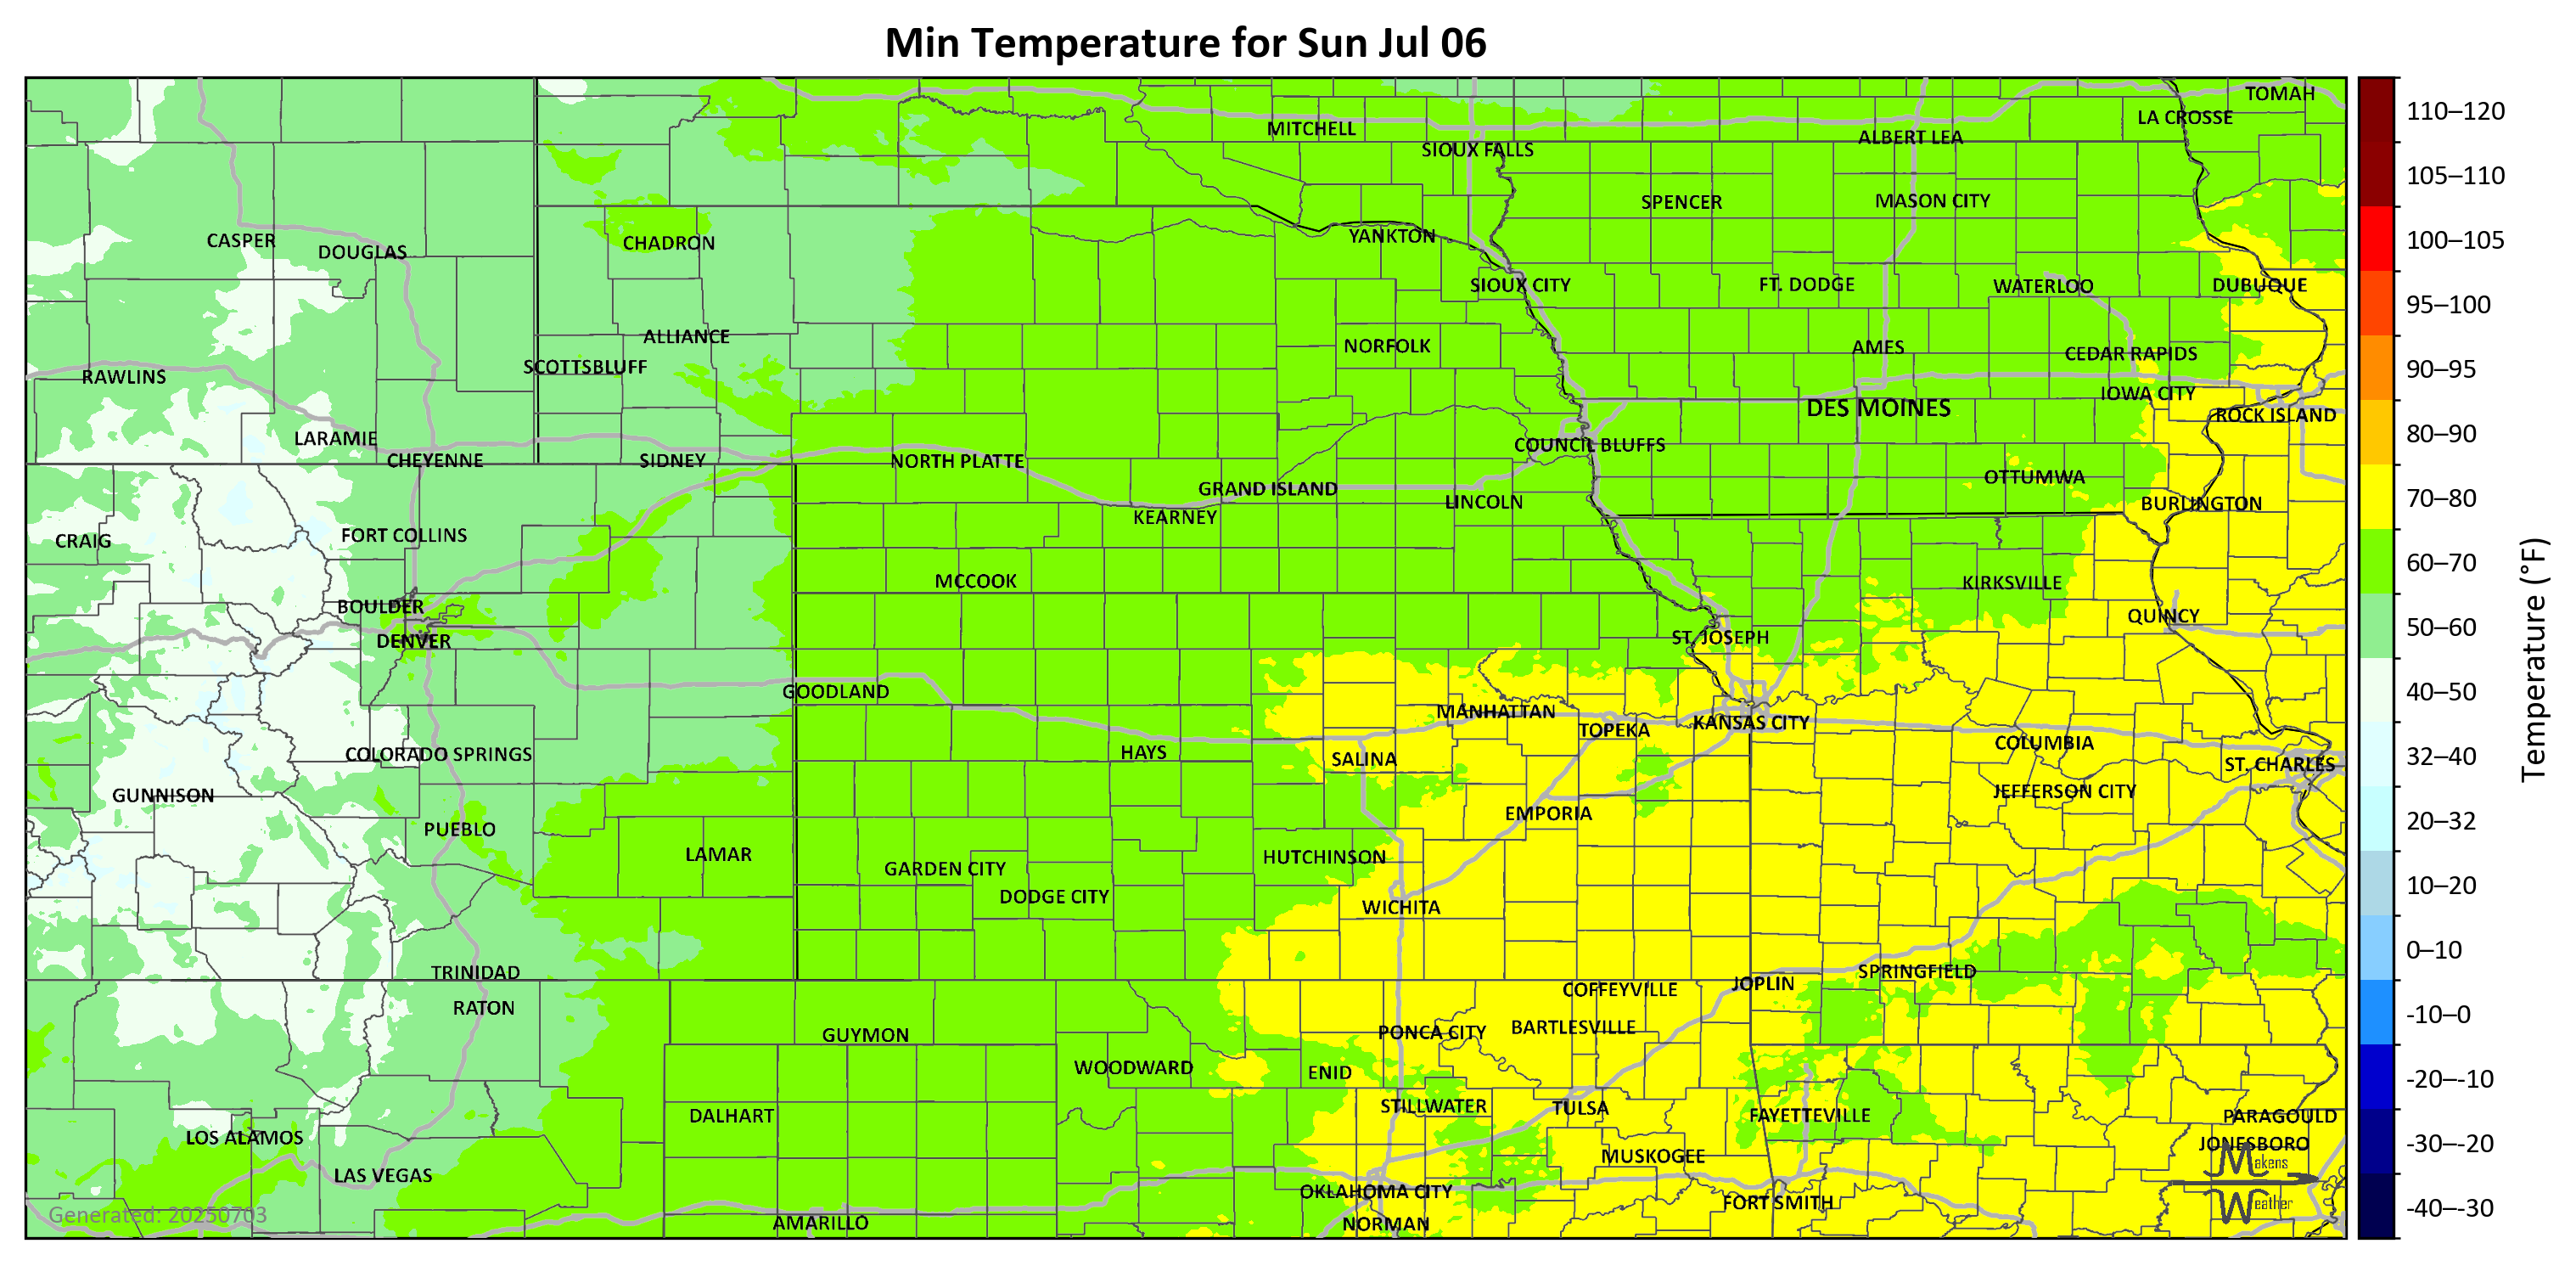 Min Temperature for Sun Jul 06
TOMAH
LA CROSSE
MITCHELL
ALBERT LEA
SIOUX FALLS
SPENCER
MASON CITY
CASPER
DOUGLAS
CHADRON
YANKTON
SIOUX CITY
FT. DODGE
WATERLOO
DUBUQUE
ALLIANCE
NORFOLK
AMES
CEDAR RAPIDS
SCOTTSBLUFF
RAWLINS
IOWA CITY
DES MOINES
ROCK ISLAND
LARAMIE
COUNCIL BLUFFS
CHEYENNE
SIDNEY
NORTH PLATTE
OTTUMWA
GRAND ISLAND
LINCOLN
BURLINGTON
KEARNEY
FORT COLLINS
CRAIG
MCCOOK
KIRKSVILLE
BOULDER
QUINCY
DENVER
ST. JOSEPH
GOODLAND
MANHATTAN
KANSAS CITY
TOPEKA
COLUMBIA
COLORADO SPRINGS
HAYS
SALINA
ST. CHARLES
GUNNISON
JEFFERSON CITY
EMPORIA
PUEBLO
LAMAR
HUTCHINSON
GARDEN CITY
DODGE CITY
WICHITA
TRINIDAD
SPRINGFIELD
JOPLIN
COFFEYVILLE
RATON
BARTLESVILLE
PONCA CITY
GUYMON
WOODWARD
ENID
STILLWATER
TULSA
DALHART
FAYETTEVILLE
PARAGOULD
LOS ALAMOS
JONESBORO
MUSKOGEE
LAS VEGAS
OKLAHOMA CITY
FORT SMITH
AMARILLO
NORMAN
Makens
Weather
Generated: 20250703
110–120
105–110
100–105
95–100
90–95
80–90
70–80
60–70
50–60
40–50
32–40
20–32
10–20
0–10
-10–0
-20–-10
-30–-20
-40–-30
Temperature (°F)